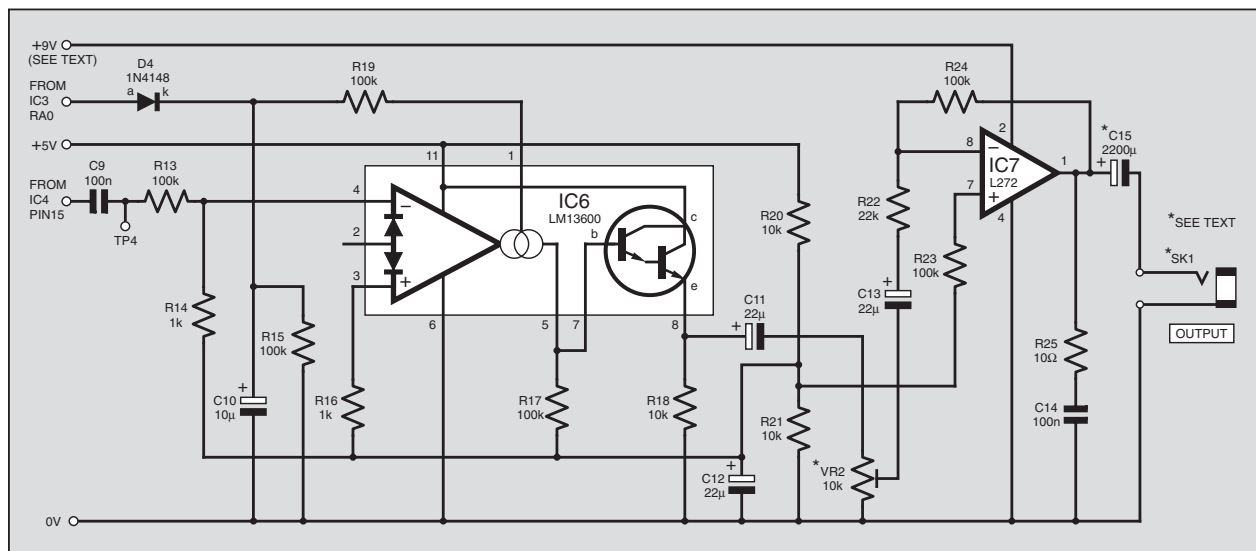 +9V
(SEE TEXT)
D4
1N4148
a
k
R19
100k
R24
100k
FROM
IC3
RA0
+5V
11
1
2
8
IC7
L272
1
7
4
*C15
+
2200µ
C9
100n
R13
100k
FROM
IC4
PIN15
TP4
4
IC6
LM13600
2
b
c
e
3
+
−
R20
10k
R22
22k
R23
100k
*SEE TEXT
*SK1
OUTPUT
R14
1k
R15
100k
6
5
7
8
C11
22µ
+
C13
22µ
+
R25
10Ω
C10
10µ
+
R16
1k
R17
100k
R18
10k
R21
10k
C14
100n
C12
22µ
+
*VR2
10k
0V